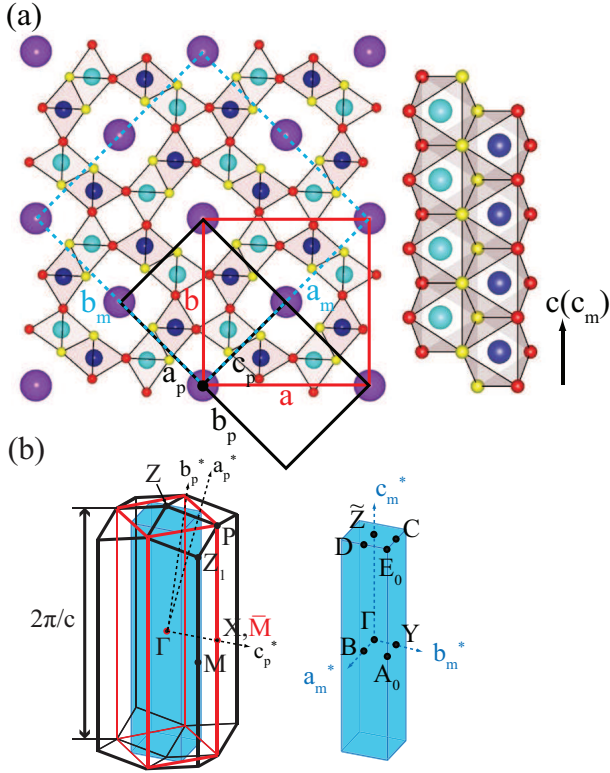 (a)
b_m
b
a_m
a_p
c_p
a
b_p
c(c_m)
(b)
Z
b_p^*
a_p^*
P
Z_1
2π/c
X, M̄
Γ
M
c_p^*
c_m^*
Z̃
C
D
E_0
Γ
Y
B
A_0
a_m^*
b_m^*